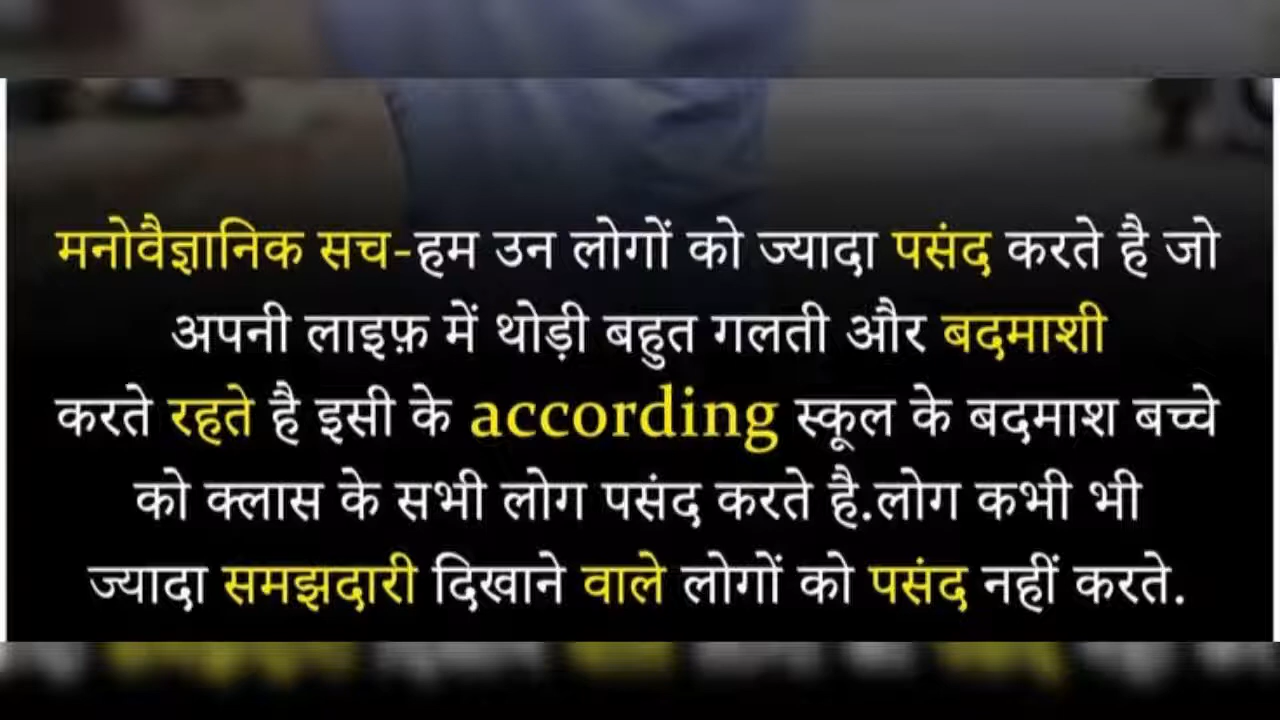 मनोवैज्ञानिक सच-हम उन लोगों को ज्यादा पसंद करते है जो
अपनी लाइफ़ में थोड़ी बहुत गलती और बदमाशी
करते रहते है इसी के according स्कूल के बदमाश बच्चे
को क्लास के सभी लोग पसंद करते है.लोग कभी भी
ज्यादा समझदारी दिखाने वाले लोगों को पसंद नहीं करते.